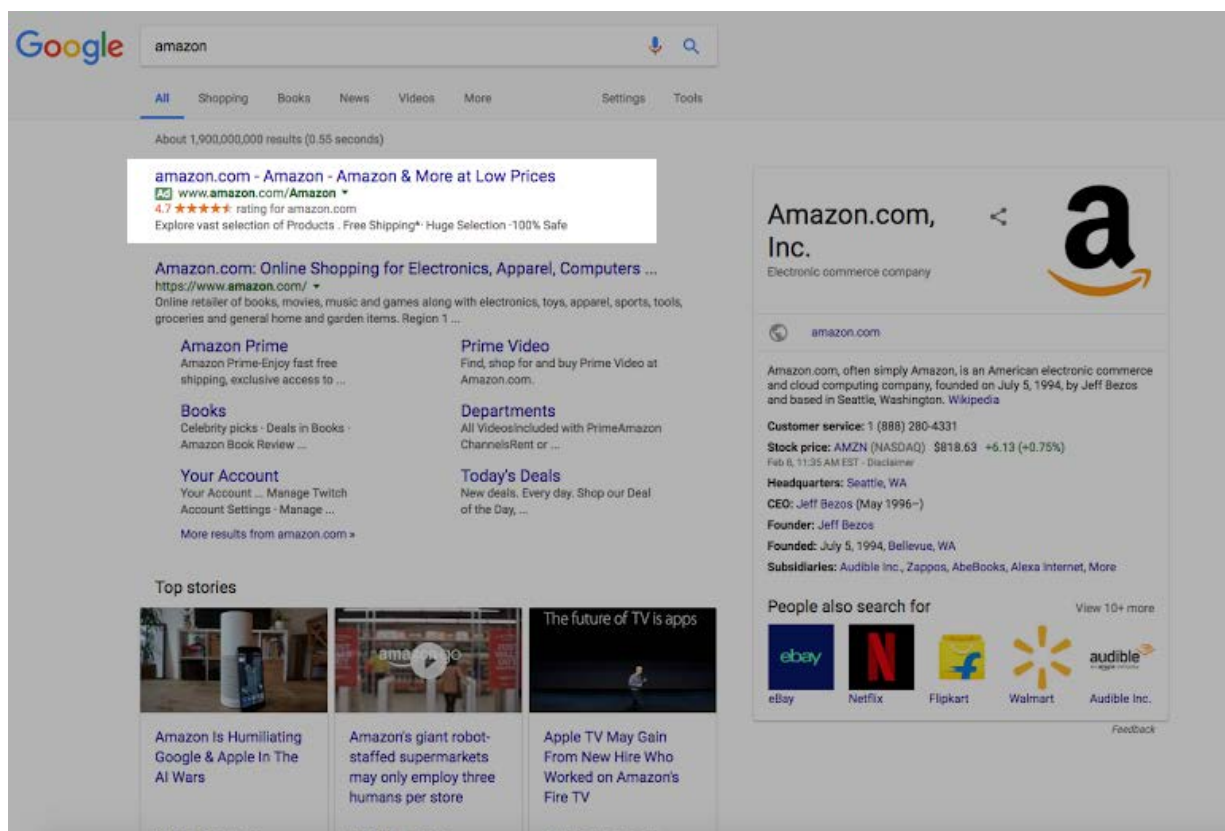 Google
amazon
All Shopping Books News Videos More Settings Tools
About 1,900,000,000 results (0.55 seconds)
amazon.com - Amazon - Amazon & More at Low Prices
Ad www.amazon.com/Amazon
4.7 ★★★★★ rating for amazon.com
Explore vast selection of Products . Free Shipping*· Huge Selection ·100% Safe
Amazon.com: Online Shopping for Electronics, Apparel, Computers ...
https://www.amazon.com/
Online retailer of books, movies, music and games along with electronics, toys, apparel, sports, tools,
groceries and general home and garden items. Region 1 ...
Amazon Prime
Amazon Prime-Enjoy fast free
shipping, exclusive access to ...
Prime Video
Find, shop for and buy Prime Video at
Amazon.com.
Books
Celebrity picks · Deals in Books ·
Amazon Book Review ...
Departments
All VideosIncluded with PrimeAmazon
ChannelsRent or ...
Your Account
Your Account ... Manage Twitch
Account Settings · Manage ...
Today's Deals
New deals. Every day. Shop our Deal
of the Day, ...
More results from amazon.com »
Top stories
amazon go
The future of TV is apps
Amazon Is Humiliating
Google & Apple In The
AI Wars
Amazon's giant robot-
staffed supermarkets
may only employ three
humans per store
Apple TV May Gain
From New Hire Who
Worked on Amazon's
Fire TV
Amazon.com,
Inc.
Electronic commerce company
a
amazon.com
Amazon.com, often simply Amazon, is an American electronic commerce
and cloud computing company, founded on July 5, 1994, by Jeff Bezos
and based in Seattle, Washington. Wikipedia
Customer service: 1 (888) 280-4331
Stock price: AMZN (NASDAQ) $818.63 +6.13 (+0.75%)
Feb 8, 11:35 AM EST - Disclaimer
Headquarters: Seattle, WA
CEO: Jeff Bezos (May 1996–)
Founder: Jeff Bezos
Founded: July 5, 1994, Bellevue, WA
Subsidiaries: Audible Inc., Zappos, AbeBooks, Alexa Internet, More
People also search for View 10+ more
ebay N f audible
eBay Netflix Flipkart Walmart Audible Inc.
Feedback